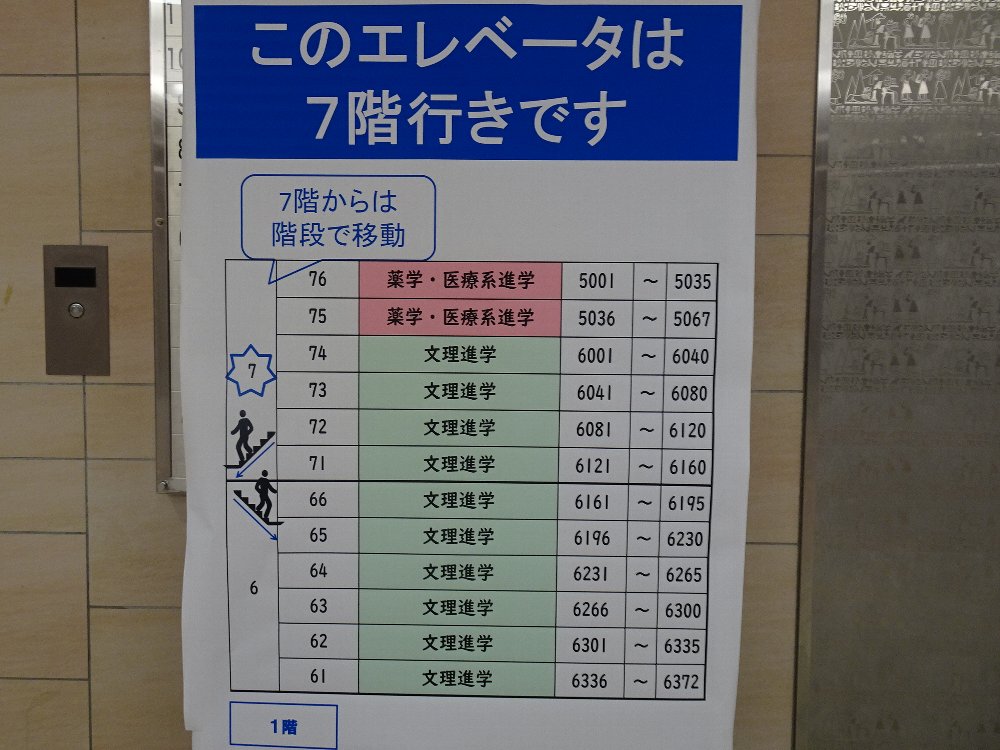 このエレベータは
7階行きです
7階からは
階段で移動
76 薬学・医療系進学 5001 ～ 5035
75 薬学・医療系進学 5036 ～ 5067
74 文理進学 6001 ～ 6040
7
73 文理進学 6041 ～ 6080
72 文理進学 6081 ～ 6120
71 文理進学 6121 ～ 6160
66 文理進学 6161 ～ 6195
65 文理進学 6196 ～ 6230
64 文理進学 6231 ～ 6265
6
63 文理進学 6266 ～ 6300
62 文理進学 6301 ～ 6335
61 文理進学 6336 ～ 6372
1階